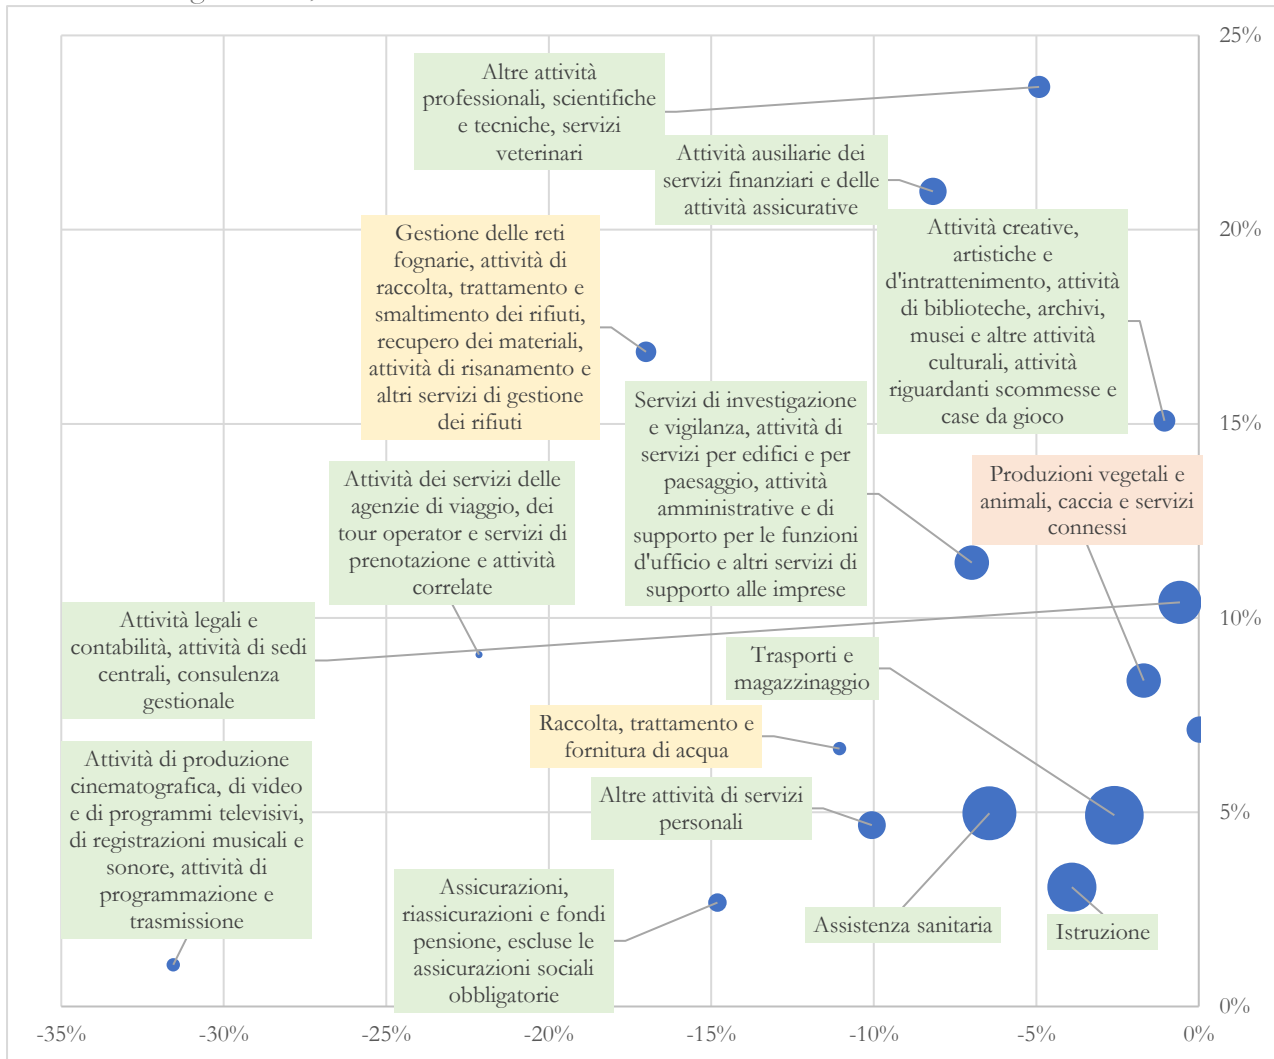 25%
Altre attività
professionali, scientifiche
e tecniche, servizi
veterinari
Attività ausiliarie dei
servizi finanziari e delle
attività assicurative
20%
Gestione delle reti
fognarie, attività di
raccolta, trattamento e
smaltimento dei rifiuti,
recupero dei materiali,
attività di risanamento e
altri servizi di gestione
dei rifiuti
Attività creative,
artistiche e
d'intrattenimento, attività
di biblioteche, archivi,
musei e altre attività
culturali, attività
riguardanti scommesse e
case da gioco
15%
Servizi di investigazione
e vigilanza, attività di
servizi per edifici e per
paesaggio, attività
amministrative e di
supporto per le funzioni
d'ufficio e altri servizi di
supporto alle imprese
Produzioni vegetali e
animali, caccia e servizi
connessi
Attività dei servizi delle
agenzie di viaggio, dei
tour operator e servizi di
prenotazione e attività
correlate
10%
Attività legali e
contabilità, attività di sedi
centrali, consulenza
gestionale
Trasporti e
magazzinaggio
Raccolta, trattamento e
fornitura di acqua
Attività di produzione
cinematografica, di video
e di programmi televisivi,
di registrazioni musicali e
sonore, attività di
programmazione e
trasmissione
Altre attività di servizi
personali
5%
Assicurazioni,
riassicurazioni e fondi
pensione, escluse le
assicurazioni sociali
obbligatorie
Assistenza sanitaria
Istruzione
0%
-35%
-30%
-25%
-20%
-15%
-10%
-5%
0%